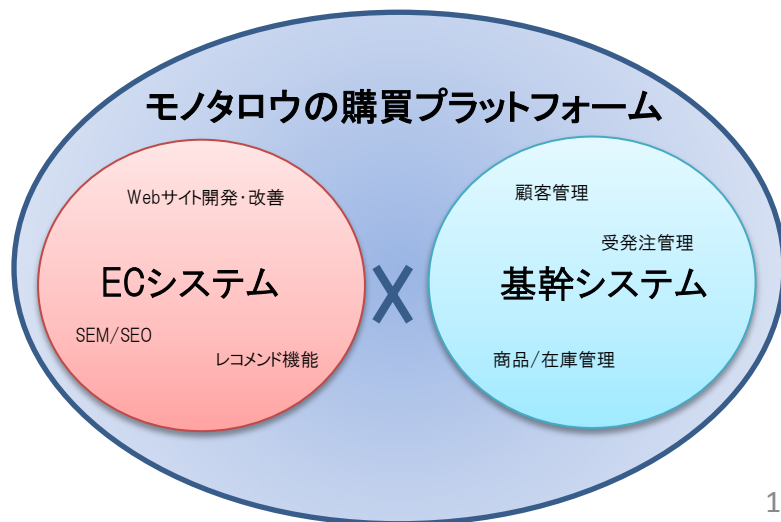 モノタロウの購買プラットフォーム
Webサイト開発・改善
ECシステム
SEM/SEO
レコメンド機能
X
顧客管理
受発注管理
基幹システム
商品/在庫管理
1